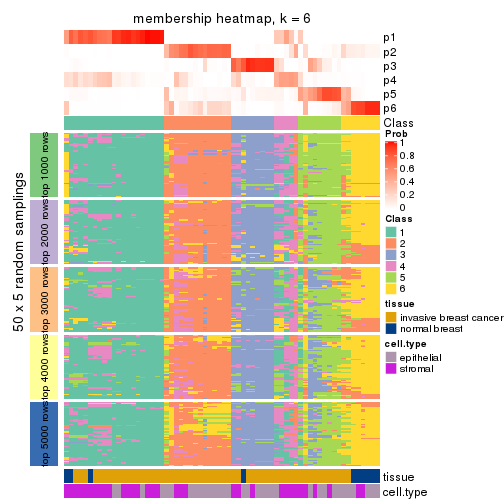 membership heatmap, k = 6
p1
p2
p3
p4
p5
p6
Class
Prob
1
0.8
0.6
0.4
0.2
0
Class
1
2
3
4
5
6
tissue
invasive breast cancer
normal breast
cell.type
epithelial
stromal
50 x 5 random samplings
top 1000 rows
top 2000 rows
top 3000 rows
top 4000 rows
top 5000 rows
tissue
cell.type